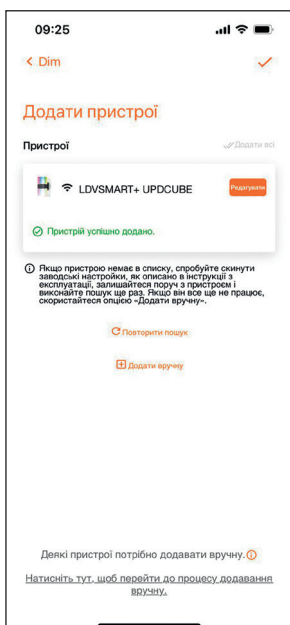 09:25
Dim
Додати пристрої
Пристрої
Додати всі
LDVSMART+ UPDCUBE
Редагувати
Пристрій успішно додано.
Якщо пристрою немає в списку, спробуйте скинути
заводські настройки, як описано в інструкції з
експлуатації, залишайтеся поруч з пристроєм і
виконайте пошук ще раз. Якщо він все ще не працює,
скористайтеся опцією «Додати вручну».
Повторити пошук
Додати вручну
Деякі пристрої потрібно додавати вручну.
Натисніть тут, щоб перейти до процесу додавання
вручну.